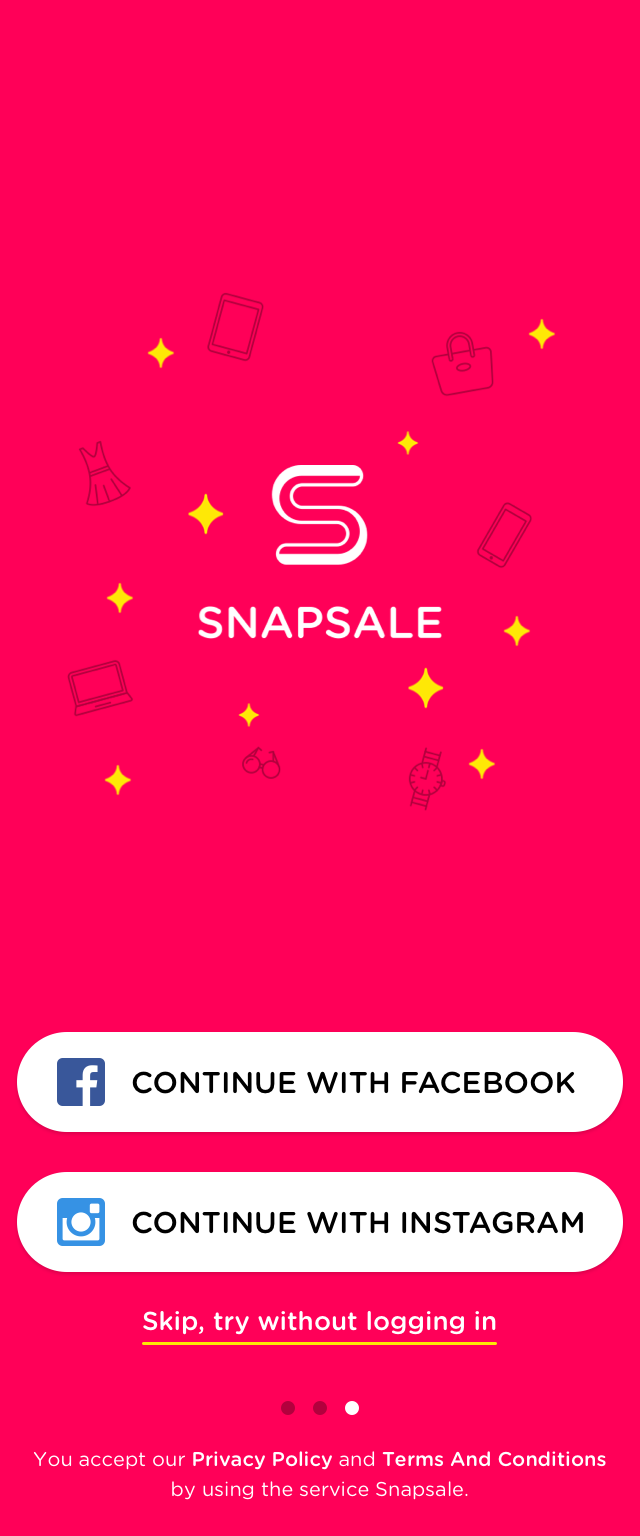 SNAPSALE
CONTINUE WITH FACEBOOK
CONTINUE WITH INSTAGRAM
Skip, try without logging in
You accept our Privacy Policy and Terms And Conditions
by using the service Snapsale.